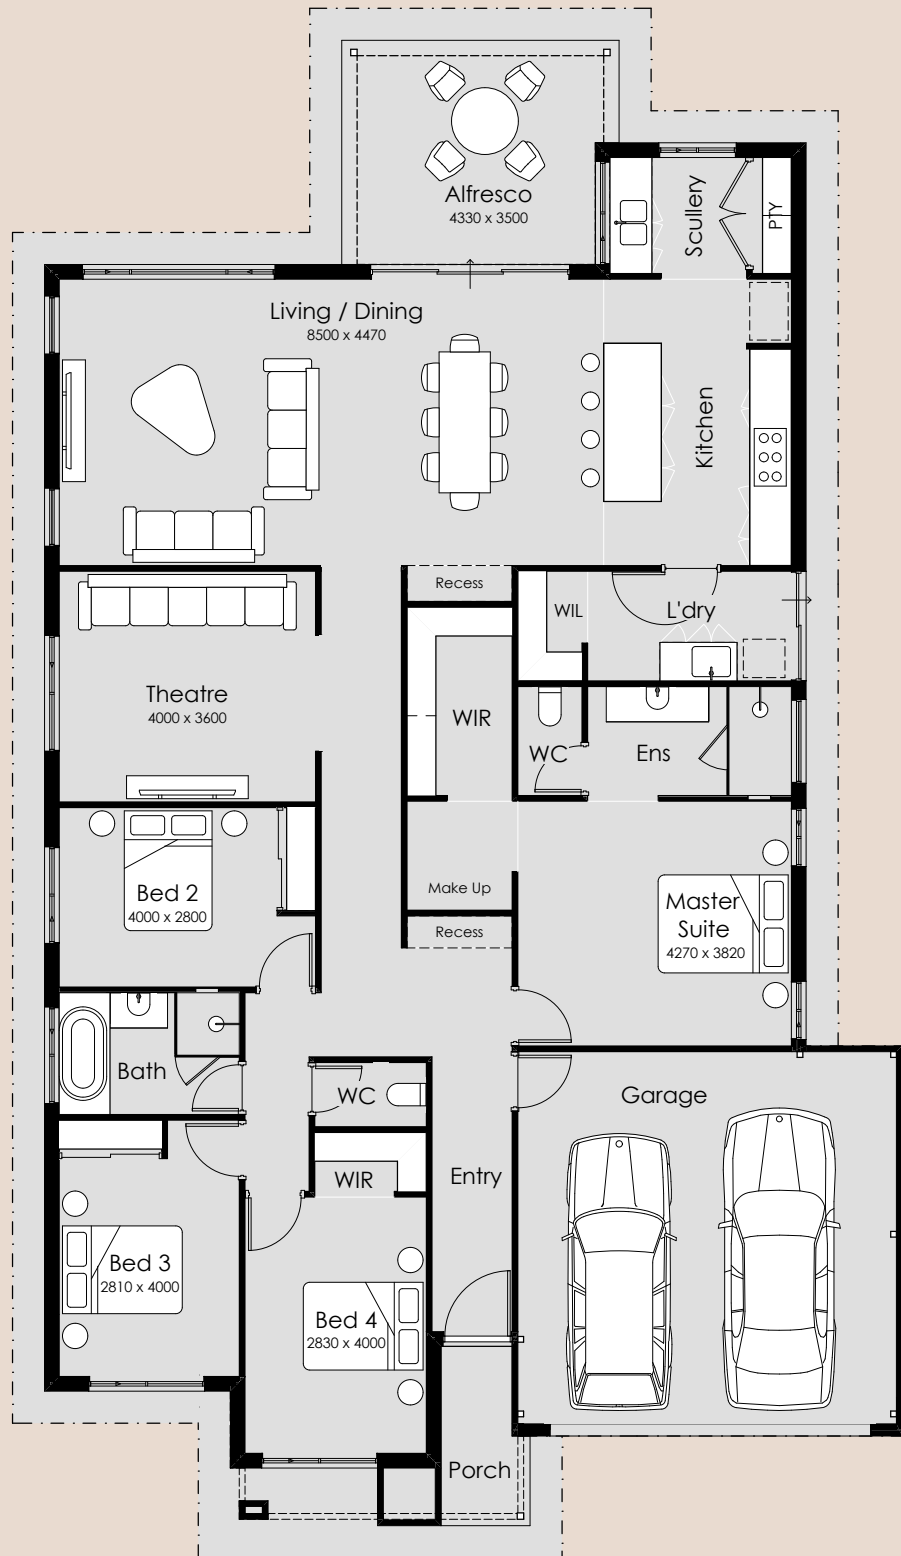 Alfresco
4330 x 3500
Scullery
PTY
Living / Dining
8500 x 4470
Kitchen
Recess
WIL
L'dry
Theatre
4000 x 3600
WIR
WC
Ens
Bed 2
4000 x 2800
Make Up
Master
Suite
4270 x 3820
Recess
Bath
WC
Garage
WIR
Entry
Bed 3
2810 x 4000
Bed 4
2830 x 4000
Porch